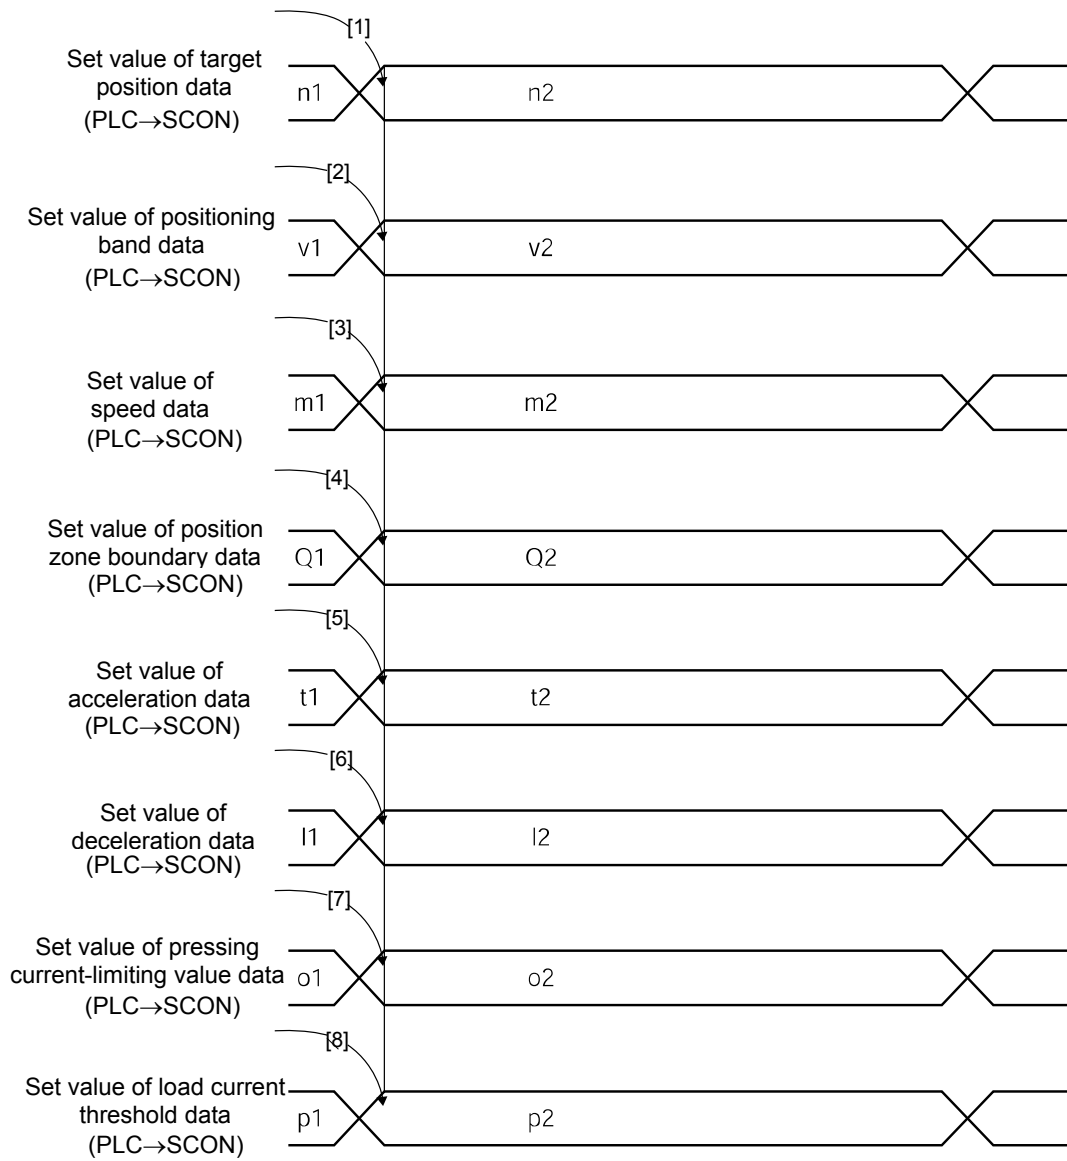 [1]
Set value of target
position data
(PLC→SCON)
n1
n2
[2]
Set value of positioning
band data
(PLC→SCON)
v1
v2
[3]
Set value of
speed data
(PLC→SCON)
m1
m2
[4]
Set value of position
zone boundary data
(PLC→SCON)
Q1
Q2
[5]
Set value of
acceleration data
(PLC→SCON)
t1
t2
[6]
Set value of
deceleration data
(PLC→SCON)
l1
l2
[7]
Set value of pressing
current-limiting value data
(PLC→SCON)
o1
o2
[8]
Set value of load current
threshold data
(PLC→SCON)
p1
p2